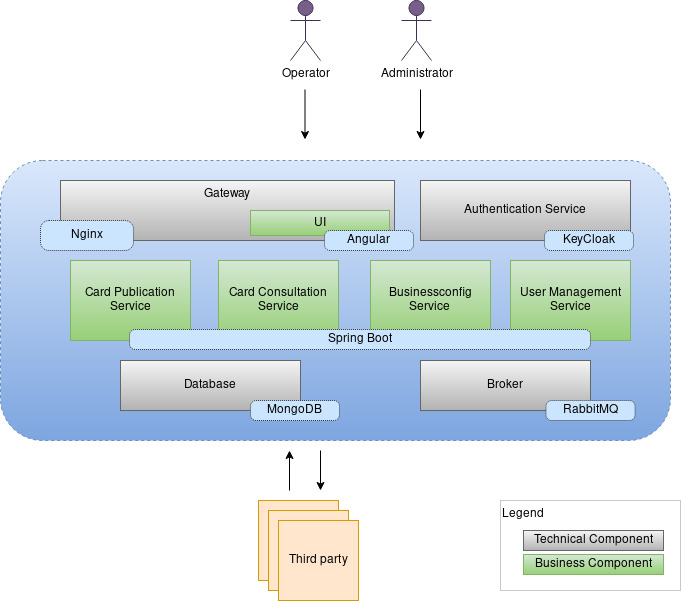 Operator
Administrator
Gateway
UI
Nginx
Angular
Authentication Service
KeyCloak
Card Publication
Service
Card Consultation
Service
Businessconfig
Service
User Management
Service
Spring Boot
Database
MongoDB
Broker
RabbitMQ
Third party
Legend
Technical Component
Business Component